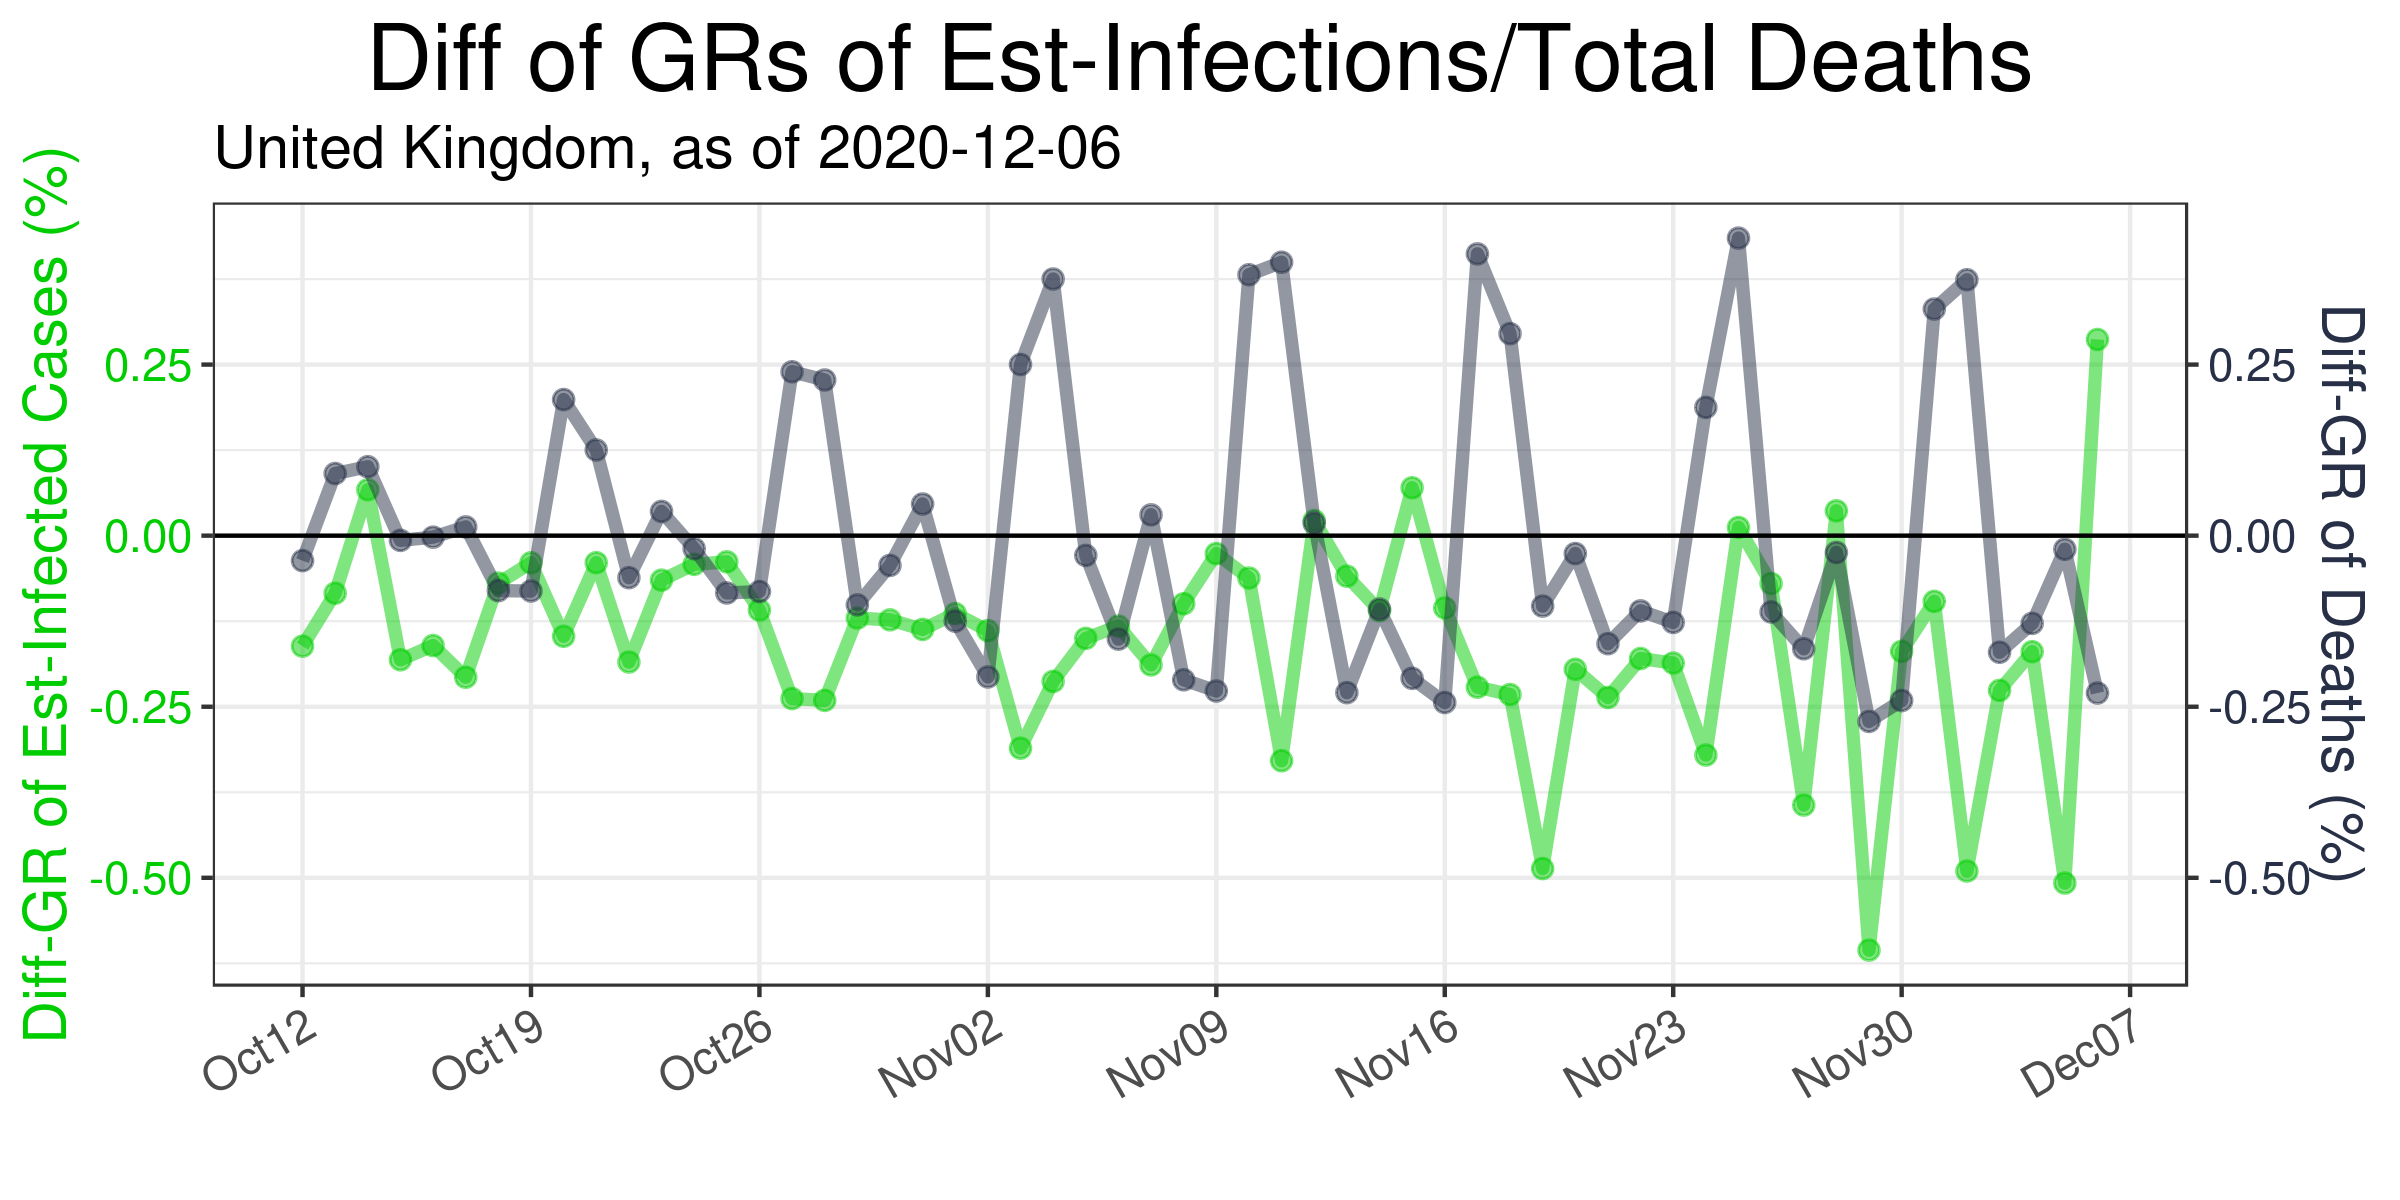 Diff of GRs of Est-Infections/Total Deaths
United Kingdom, as of 2020-12-06
Diff-GR of Est-Infected Cases (%)
0.25
0.00
-0.25
-0.50
0.25
0.00
-0.25
-0.50
Diff-GR of Deaths (%)
Oct12 Oct19 Oct26 Nov02 Nov09 Nov16 Nov23 Nov30 Dec07